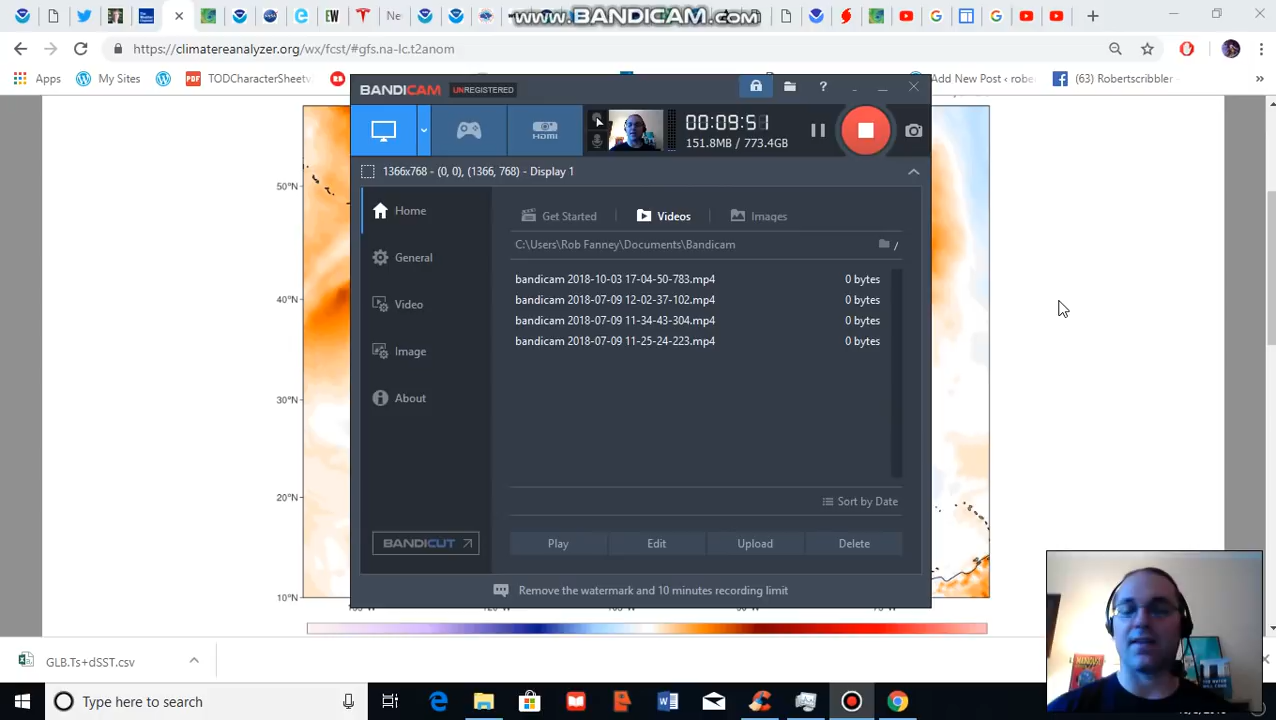 Ne
EW
www.BANDICAM.com
https://climatereanalyzer.org/wx/fcst/#gfs.na-lc.t2anom
Apps
My Sites
TODCharacterSheetv
Add New Post ‹ robe
(63) Robertscribbler -
»
BANDICAM UNREGISTERED
HDMI
00:09:51
151.8MB / 773.4GB
1366x768 - (0, 0), (1366, 768) - Display 1
Home
General
Video
Image
About
BANDICUT
Get Started
Videos
Images
C:\Users\Rob Fanney\Documents\Bandicam
/
bandicam 2018-10-03 17-04-50-783.mp4 0 bytes
bandicam 2018-07-09 12-02-37-102.mp4 0 bytes
bandicam 2018-07-09 11-34-43-304.mp4 0 bytes
bandicam 2018-07-09 11-25-24-223.mp4 0 bytes
Sort by Date
Play
Edit
Upload
Delete
Remove the watermark and 10 minutes recording limit
50°N
40°N
30°N
20°N
10°N
GLB.Ts+dSST.csv
Type here to search